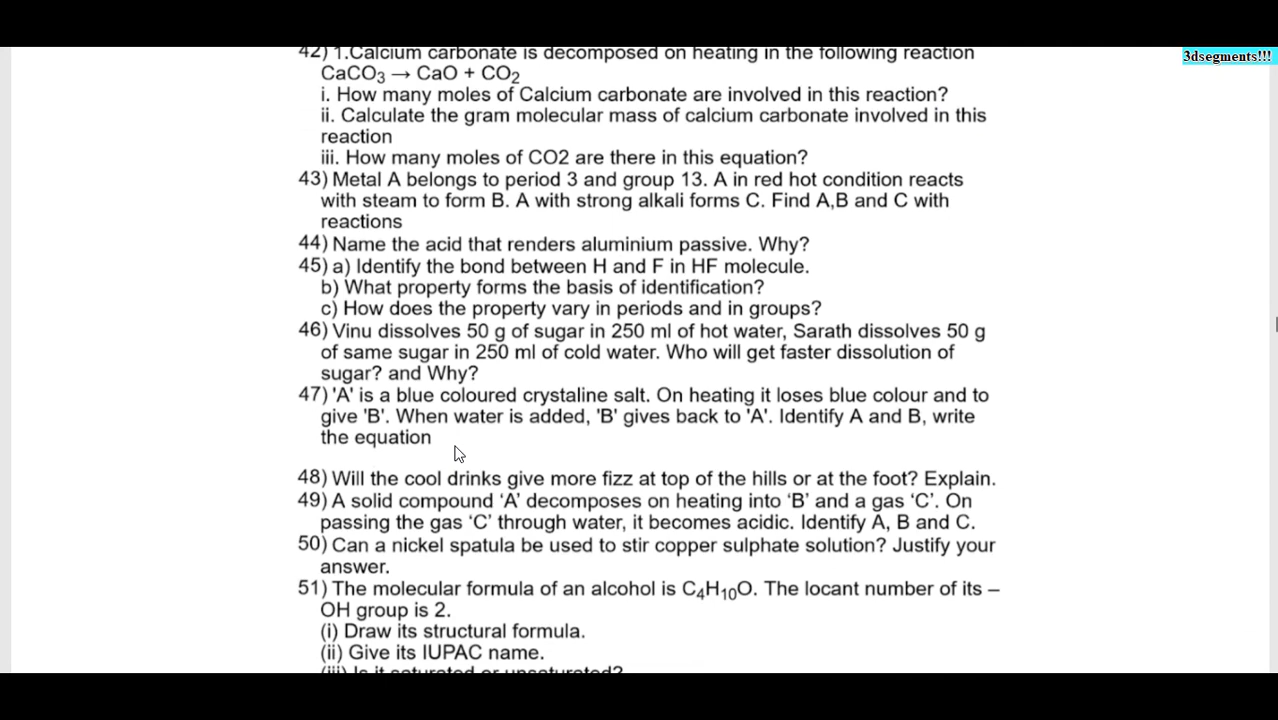 3dsegments!!!
42) 1.Calcium carbonate is decomposed on heating in the following reaction
CaCO3 → CaO + CO2
i. How many moles of Calcium carbonate are involved in this reaction?
ii. Calculate the gram molecular mass of calcium carbonate involved in this
reaction
iii. How many moles of CO2 are there in this equation?
43) Metal A belongs to period 3 and group 13. A in red hot condition reacts
with steam to form B. A with strong alkali forms C. Find A,B and C with
reactions
44) Name the acid that renders aluminium passive. Why?
45) a) Identify the bond between H and F in HF molecule.
b) What property forms the basis of identification?
c) How does the property vary in periods and in groups?
46) Vinu dissolves 50 g of sugar in 250 ml of hot water, Sarath dissolves 50 g
of same sugar in 250 ml of cold water. Who will get faster dissolution of
sugar? and Why?
47) 'A' is a blue coloured crystaline salt. On heating it loses blue colour and to
give 'B'. When water is added, 'B' gives back to 'A'. Identify A and B, write
the equation
48) Will the cool drinks give more fizz at top of the hills or at the foot? Explain.
49) A solid compound ‘A’ decomposes on heating into ‘B’ and a gas ‘C’. On
passing the gas ‘C’ through water, it becomes acidic. Identify A, B and C.
50) Can a nickel spatula be used to stir copper sulphate solution? Justify your
answer.
51) The molecular formula of an alcohol is C4H10O. The locant number of its –
OH group is 2.
(i) Draw its structural formula.
(ii) Give its IUPAC name.
(iii) Is it saturated or unsaturated?